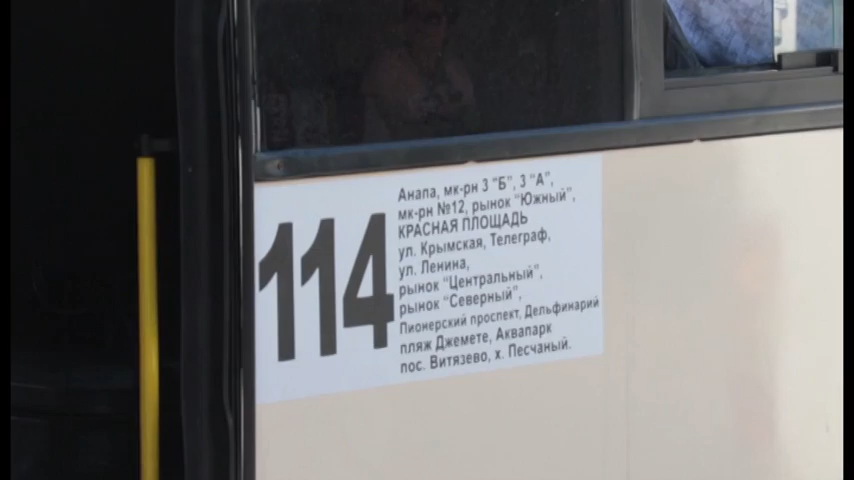 114
Анапа, мк-рн 3 "Б", 3 "А",
мк-рн №12, рынок "Южный",
КРАСНАЯ ПЛОЩАДЬ
ул. Крымская, Телеграф,
ул. Ленина,
рынок "Центральный",
рынок "Северный",
Пионерский проспект, Дельфинарий
пляж Джемете, Аквапарк
пос. Витязево, х. Песчаный.